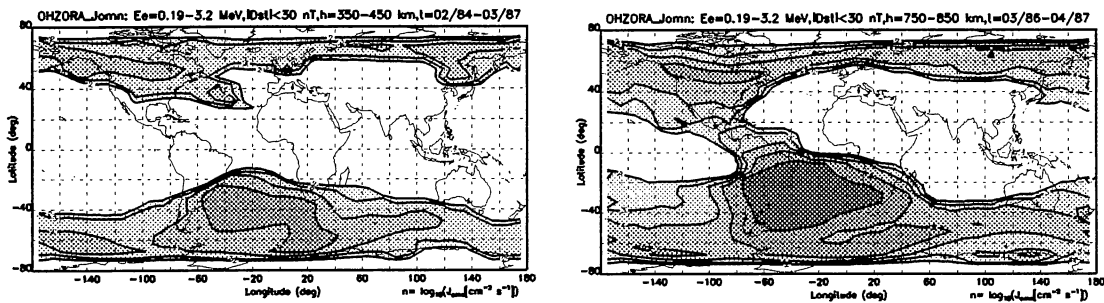 OHZORA_Jomn: Ee=0.19-3.2 MeV,|Dst|<30 nT,h=350-450 km,t=02/84-03/87
80
40
0
-40
-80
Latitude (deg)
-140 -100 -60 -20 20 60 100 140 180
Longitude (deg)
n= log10(Jomni[cm⁻² s⁻¹])
OHZORA_Jomn: Ee=0.19-3.2 MeV,|Dst|<30 nT,h=750-850 km,t=03/86-04/87
80
40
0
-40
-80
Latitude (deg)
-140 -100 -60 -20 20 60 100 140 180
Longitude (deg)
n= log10(Jomni[cm⁻² s⁻¹])